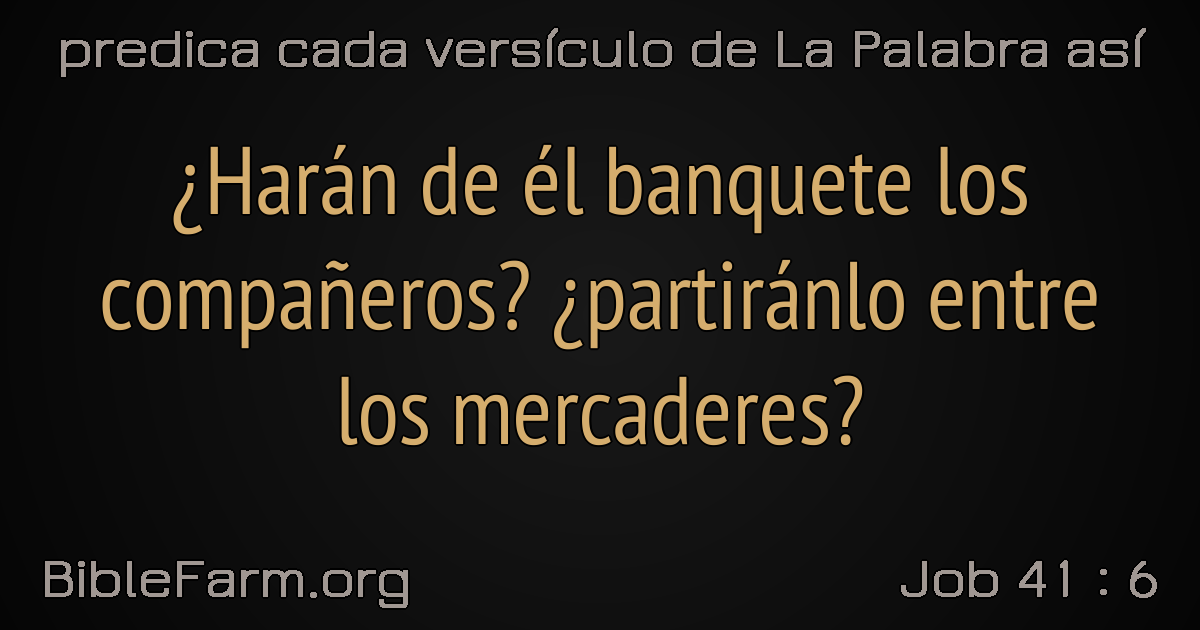 predica cada versículo de La Palabra así
¿Harán de él banquete los
compañeros? ¿partiránlo entre
los mercaderes?
BibleFarm.org
Job 41 : 6